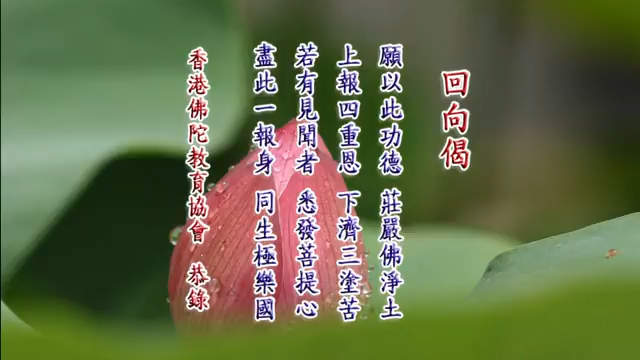 回向偈
願以此功德 莊嚴佛淨土
上報四重恩 下濟三塗苦
若有見聞者 悉發菩提心
盡此一報身 同生極樂國
香港佛陀教育協會 恭錄